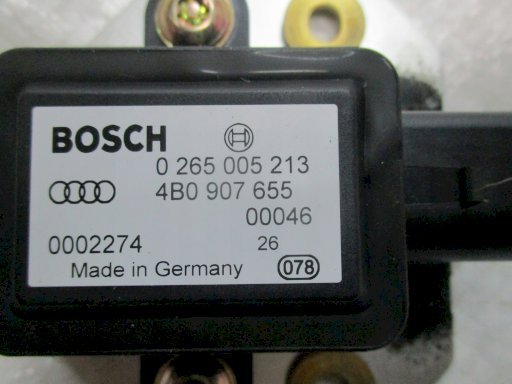 BOSCH
0 265 005 213
4B0 907 655
00046
0002274 26
Made in Germany 078